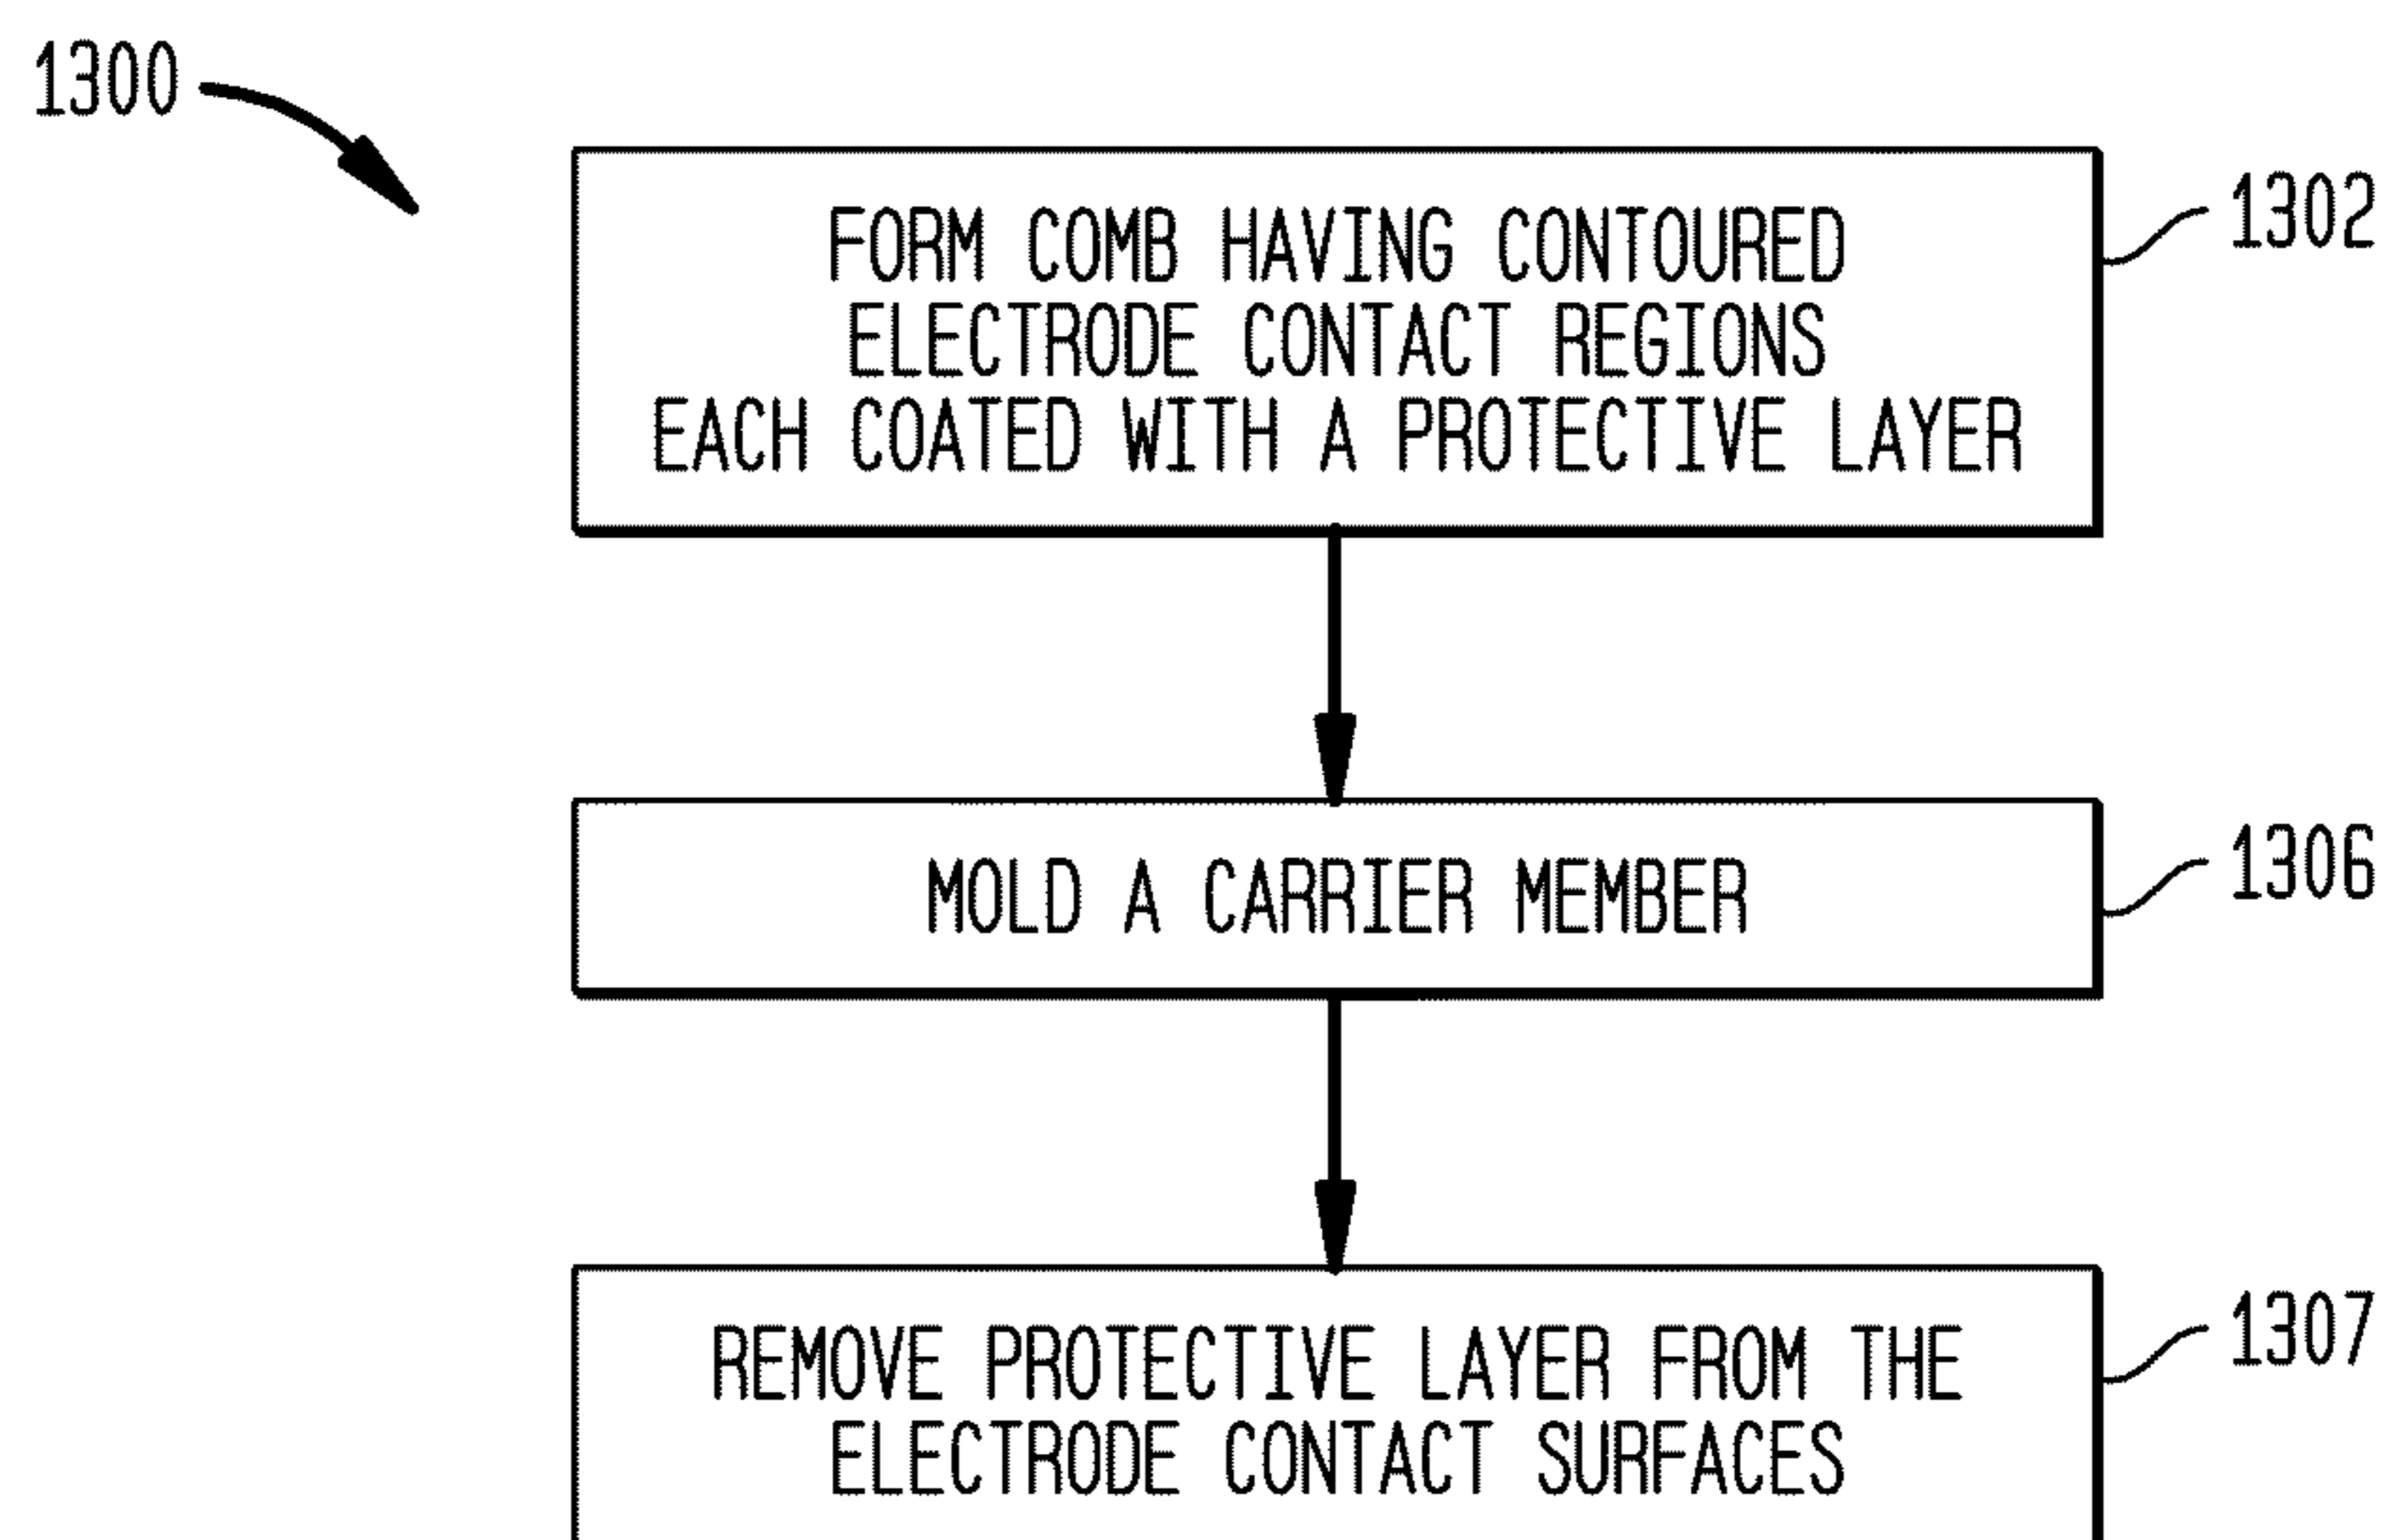 1300
FORM COMB HAVING CONTOURED
ELECTRODE CONTACT REGIONS
EACH COATED WITH A PROTECTIVE LAYER
1302
MOLD A CARRIER MEMBER
1306
REMOVE PROTECTIVE LAYER FROM THE
ELECTRODE CONTACT SURFACES
1307